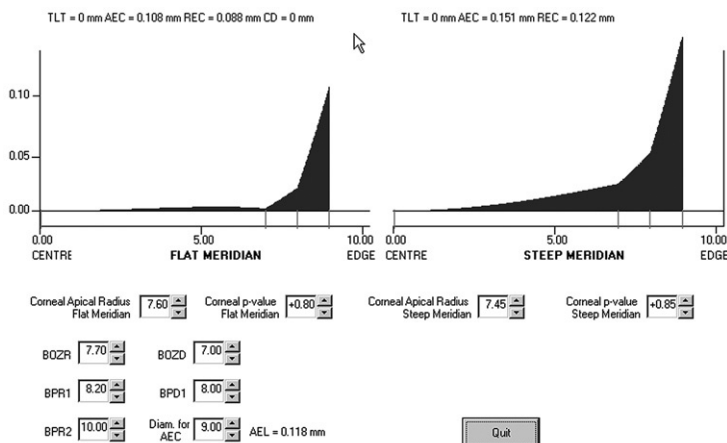 TLT = 0 mm AEC = 0.108 mm REC = 0.088 mm CD = 0 mm
TLT = 0 mm AEC = 0.151 mm REC = 0.122 mm
0.10
0.05
0.00
0.00 5.00 10.00
CENTRE FLAT MERIDIAN EDGE
0.00 5.00 10.00
CENTRE STEEP MERIDIAN EDGE
Corneal Apical Radius Flat Meridian 7.60
Corneal p-value Flat Meridian +0.80
Corneal Apical Radius Steep Meridian 7.45
Corneal p-value Steep Meridian +0.85
BOZR 7.70 BOZD 7.00
BPR1 8.20 BPD1 8.00
BPR2 10.00 Diam. for AEC 9.00 AEL = 0.118 mm
Quit